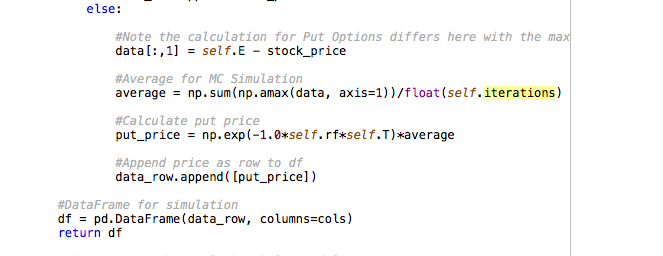 else:
#Note the calculation for Put Options differs here with the max
data[:,1] = self.E - stock_price
#Average for MC Simulation
average = np.sum(np.amax(data, axis=1))/float(self.iterations)
#Calculate put price
put_price = np.exp(-1.0*self.rf*self.T)*average
#Append price as row to df
data_row.append([put_price])
#DataFrame for simulation
df = pd.DataFrame(data_row, columns=cols)
return df